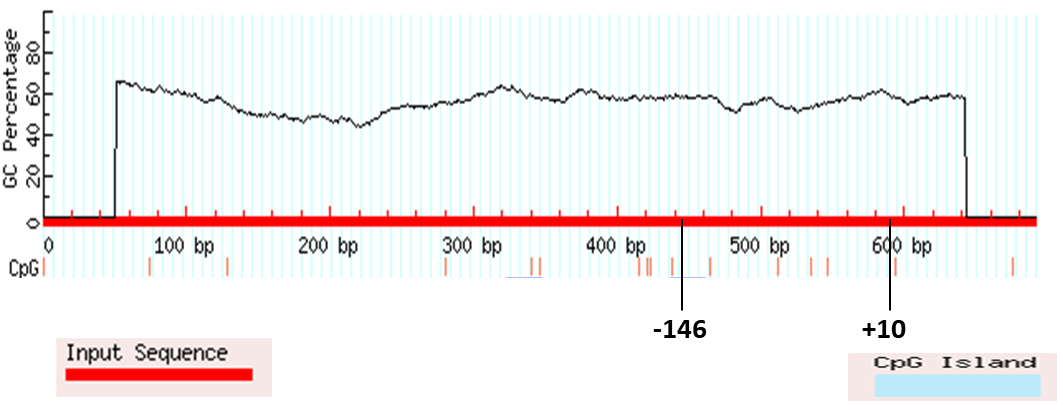 GC Percentage
80
60
40
20
0
0 100 bp 200 bp 300 bp 400 bp 500 bp 600 bp
CpG
-146 +10
Input Sequence
CpG Island